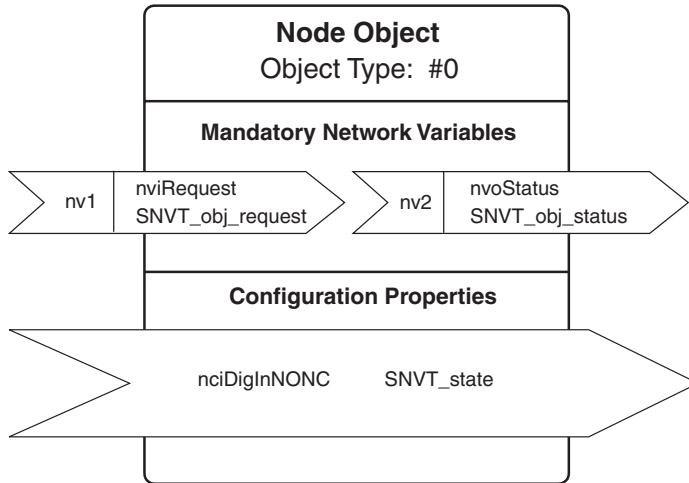 Node Object
Object Type: #0
Mandatory Network Variables
nv1
nviRequest
SNVT_obj_request
nv2
nvoStatus
SNVT_obj_status
Configuration Properties
nciDigInNONC SNVT_state